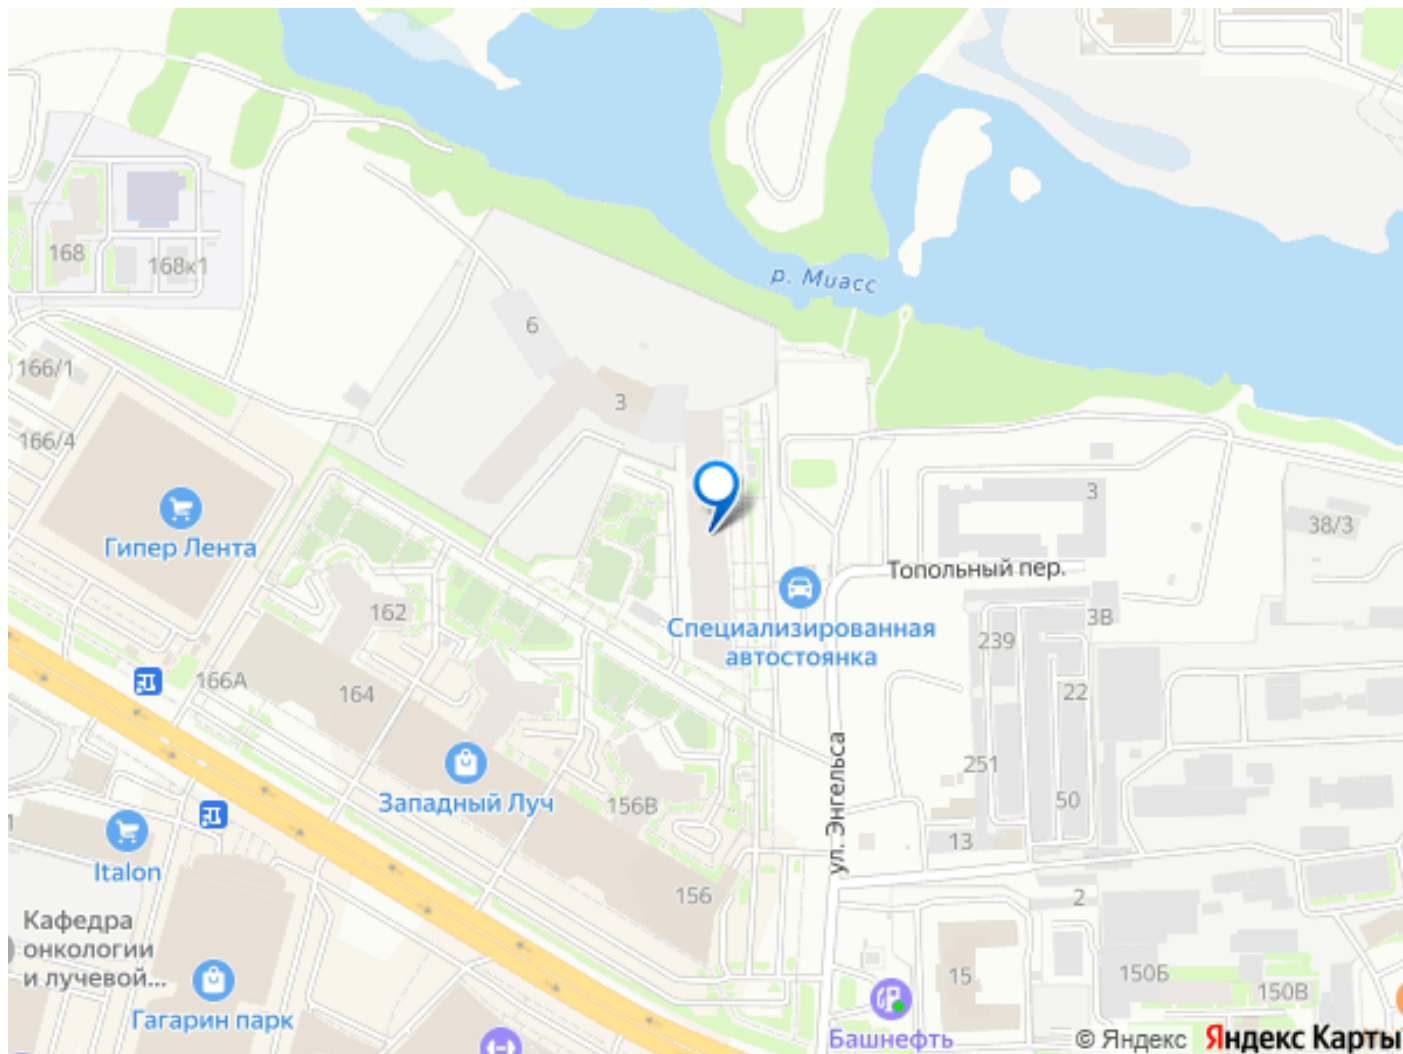 р. Миасс
168
168к1
6
166/1
3
166/4
3
38/3
Гипер Лента
Топольный пер.
162
Специализированная
автостоянка
3В
239
166А
164
22
ул. Энгельса
251
Западный Луч
156В
50
13
Italon
156
2
Кафедра
онкологии
и лучевой...
15
150Б
150В
Гагарин парк
Башнефть
© Яндекс Яндекс Карты